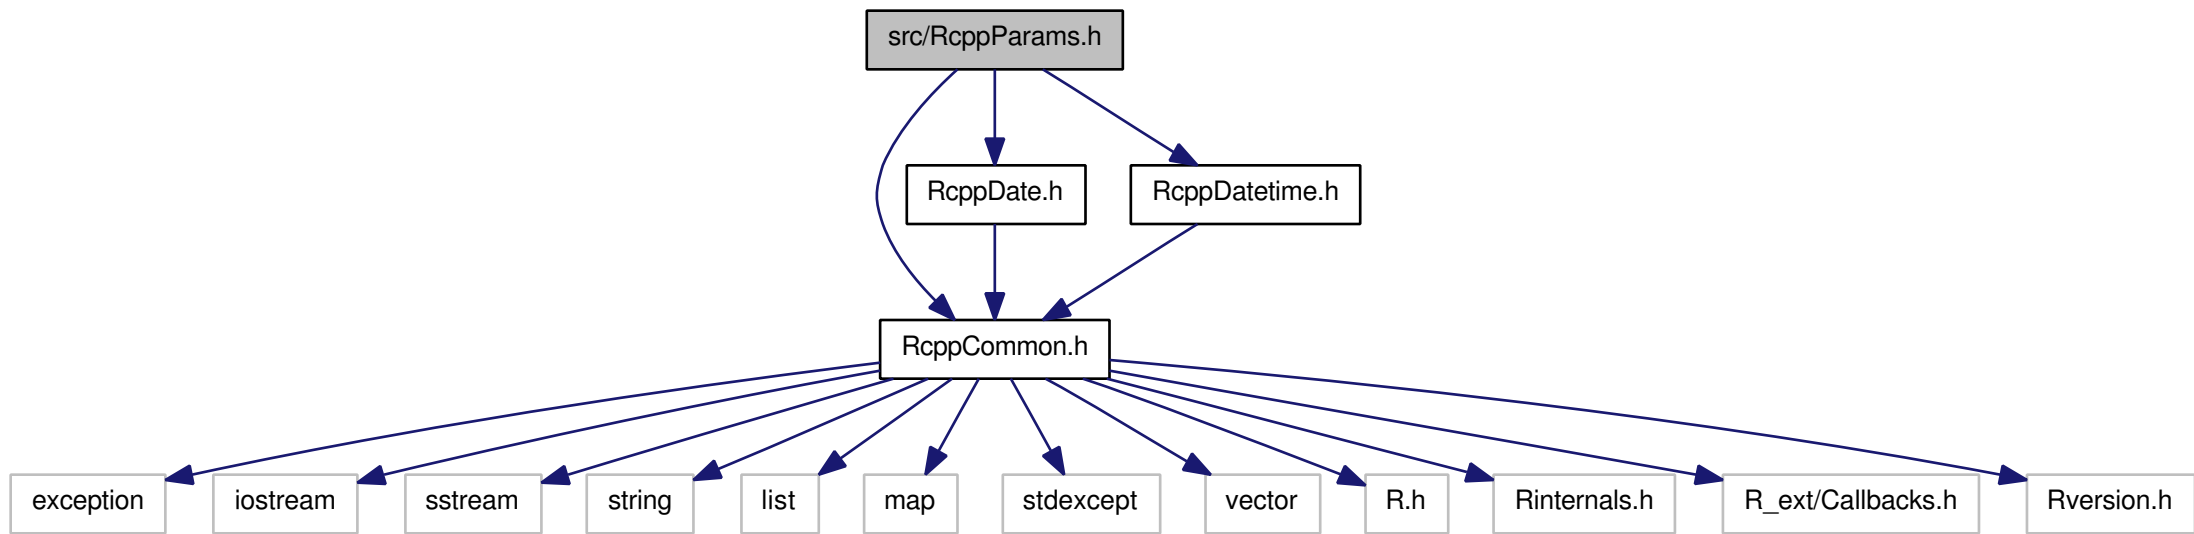 src/RcppParams.h
RcppDate.h
RcppDatetime.h
RcppCommon.h
exception
iostream
sstream
string
list
map
stdexcept
vector
R.h
Rinternals.h
R_ext/Callbacks.h
Rversion.h